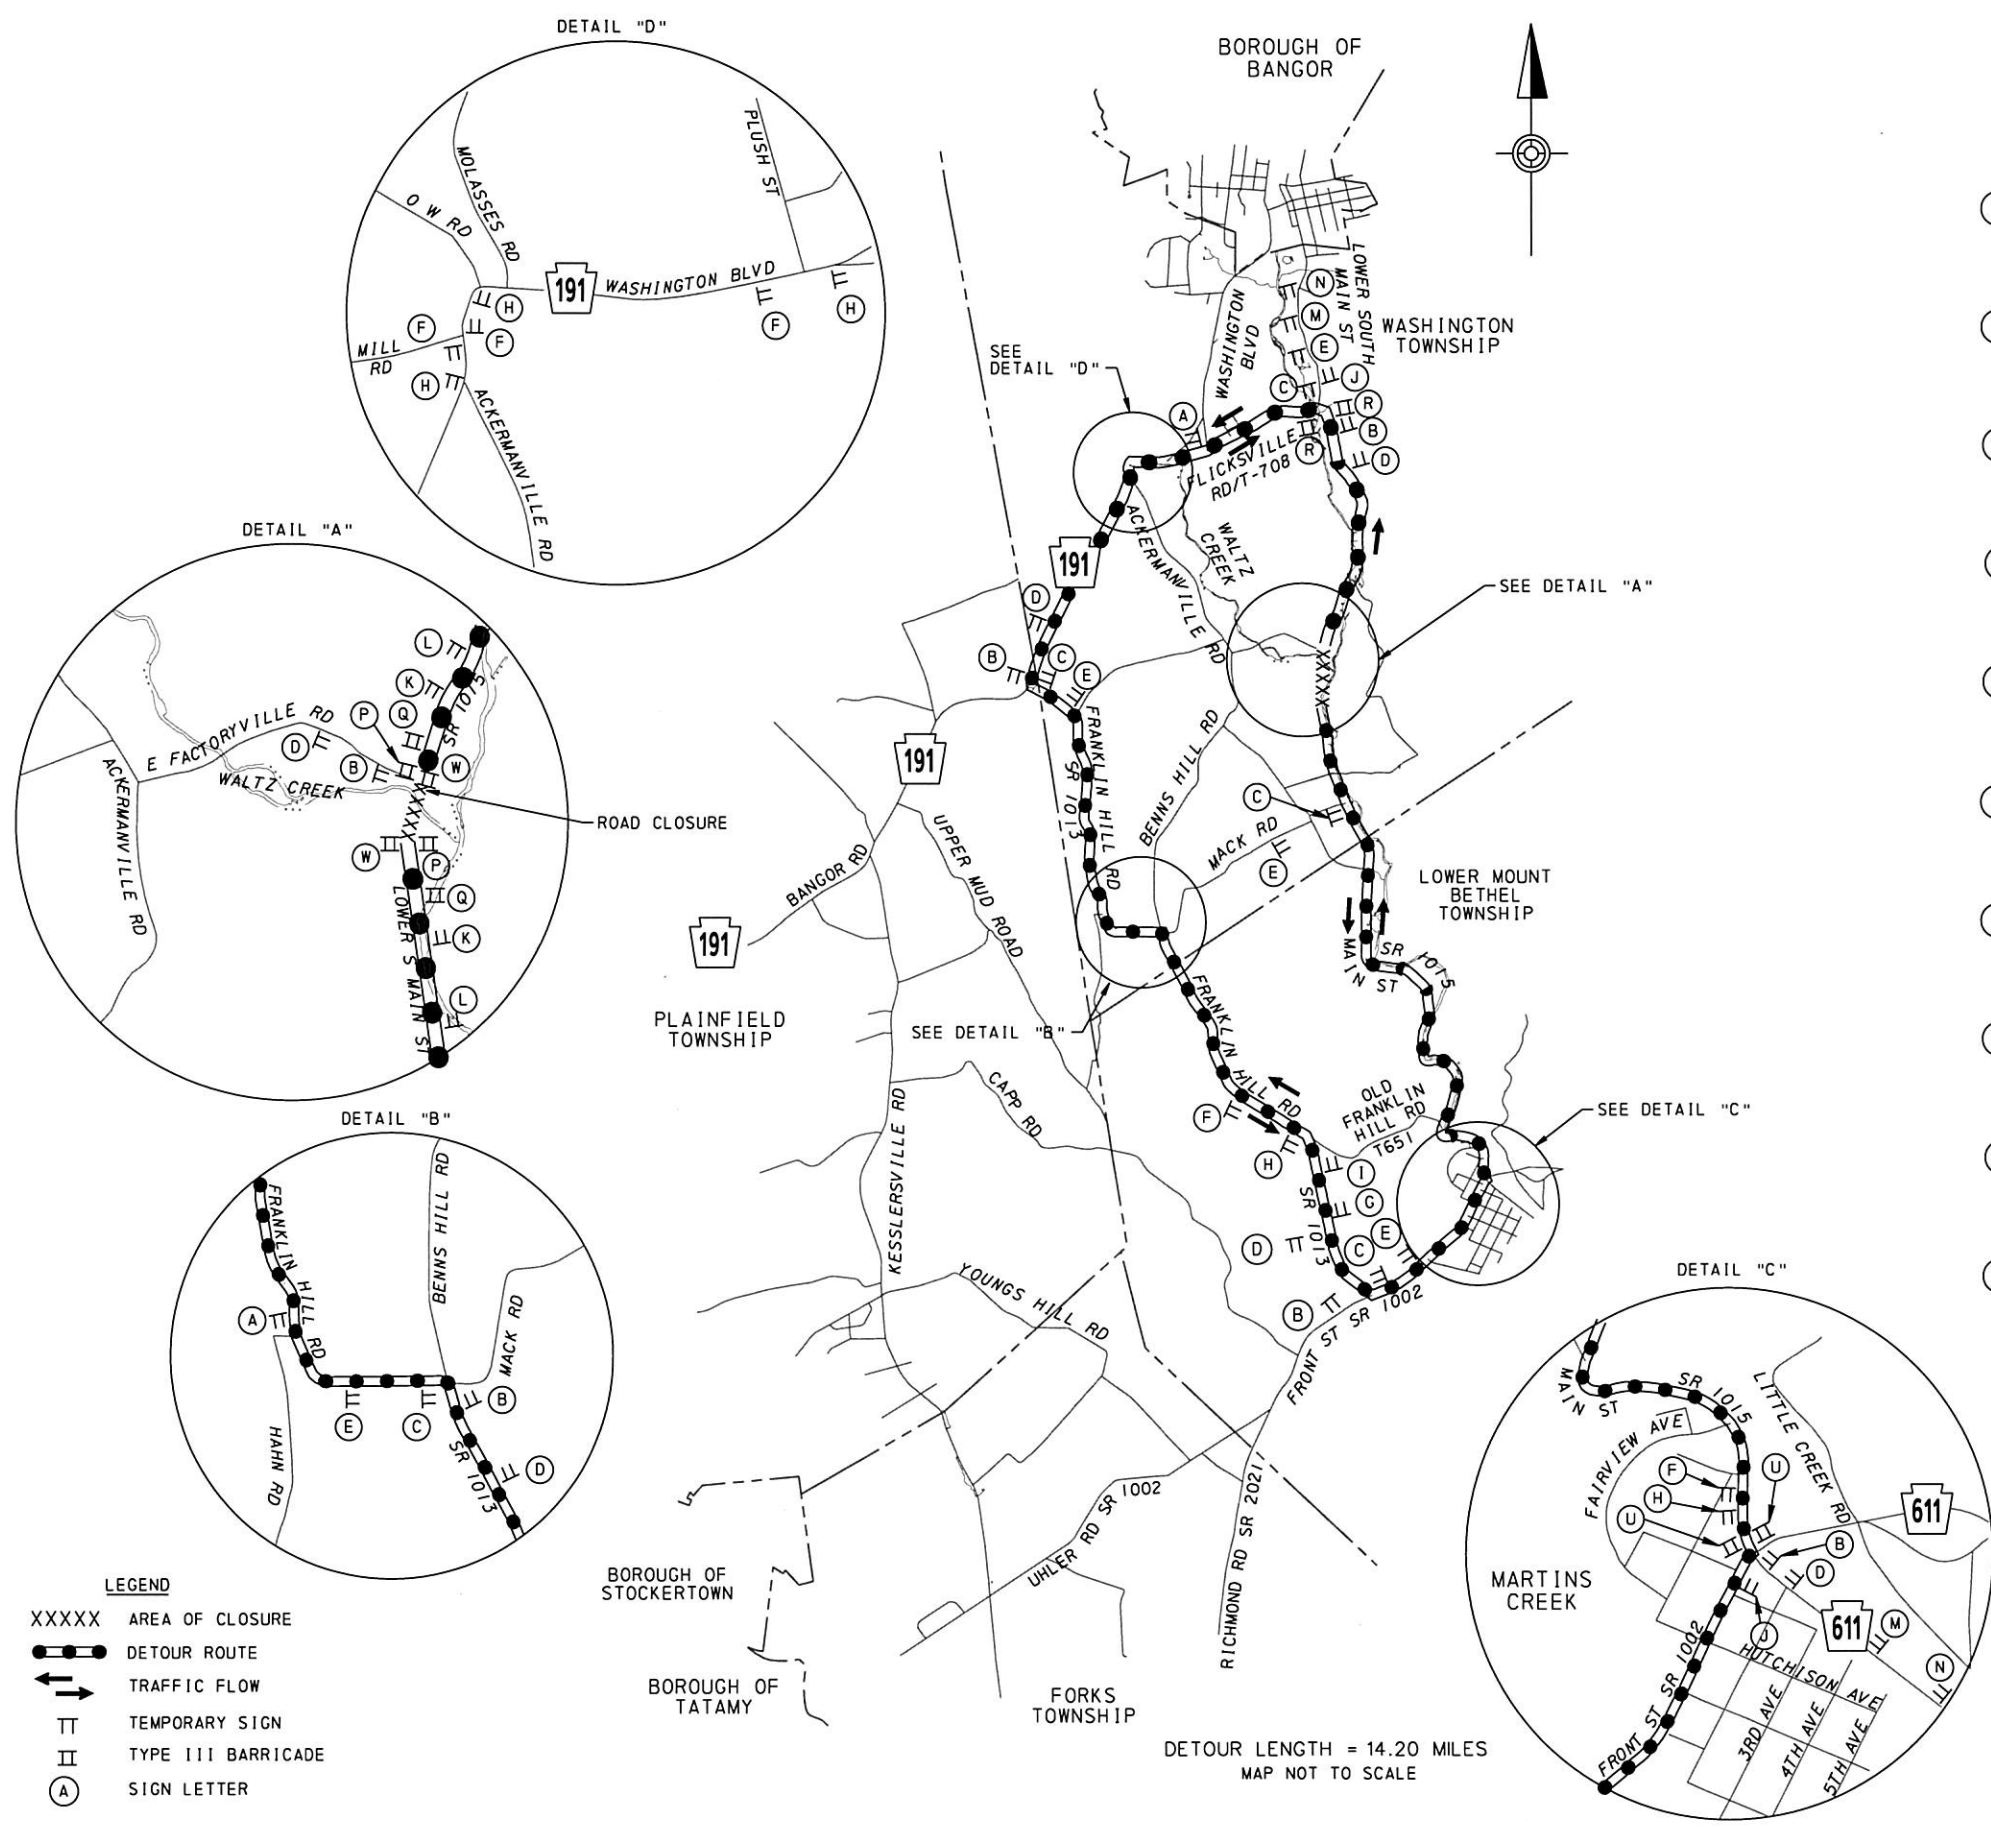 DETAIL "D"
PLUSH ST
MOLASSES RD
O W RD
191
WASHINGTON BLVD
H
F
F
H
F
H
MILL
RD
ACKERMANVILLE RD
BOROUGH OF
BANGOR
LOWER SOUTH
MAIN ST
WASHINGTON
BLVD
WASHINGTON
TOWNSHIP
N
M
E
J
C
R
B
D
R
A
SEE
DETAIL "D"
FLICKSVILLE
RD/T-708
WALTZ
CREEK
ACKERMANVILLE RD
191
SEE DETAIL "A"
D
B
C
E
FRANKLIN HILL RD
SR 1013
BENNS HILL RD
MACK RD
C
E
191
BANGOR RD
191
UPPER MUD ROAD
LOWER MOUNT
BETHEL
TOWNSHIP
MAIN ST
SR 1015
PLAINFIELD
TOWNSHIP
SEE DETAIL "B"
FRANKLIN HILL RD
F
H
OLD
FRANKLIN
HILL RD
T651
SEE DETAIL "C"
I
G
E
C
D
B
SR 1013
FRONT ST SR 1002
CAPP RD
KESSLERSVILLE RD
YOUNGS HILL RD
UHLER RD SR 1002
RICHMOND RD SR 2021
DETAIL "A"
L
K
Q
P
SR 1015
E FACTORYVILLE RD
D
B
W
WALTZ CREEK
ROAD CLOSURE
ACKERMANVILLE RD
W
P
Q
K
L
LOWER S MAIN ST
DETAIL "B"
FRANKLIN HILL RD
BENNS HILL RD
MACK RD
A
B
E
C
D
SR 1013
HAHN RD
DETAIL "C"
MAIN ST
SR 1015
LITTLE CREEK RD
FAIRVIEW AVE
F
U
H
U
611
B
D
J
611
M
N
MARTINS
CREEK
HUTCHISON AVE
3RD AVE
4TH AVE
5TH AVE
FRONT ST SR 1002
BOROUGH OF
STOCKERTOWN
BOROUGH OF
TATAMY
FORKS
TOWNSHIP
LEGEND
XXXXX AREA OF CLOSURE
DETOUR ROUTE
TRAFFIC FLOW
TEMPORARY SIGN
TYPE III BARRICADE
A SIGN LETTER
DETOUR LENGTH = 14.20 MILES
MAP NOT TO SCALE